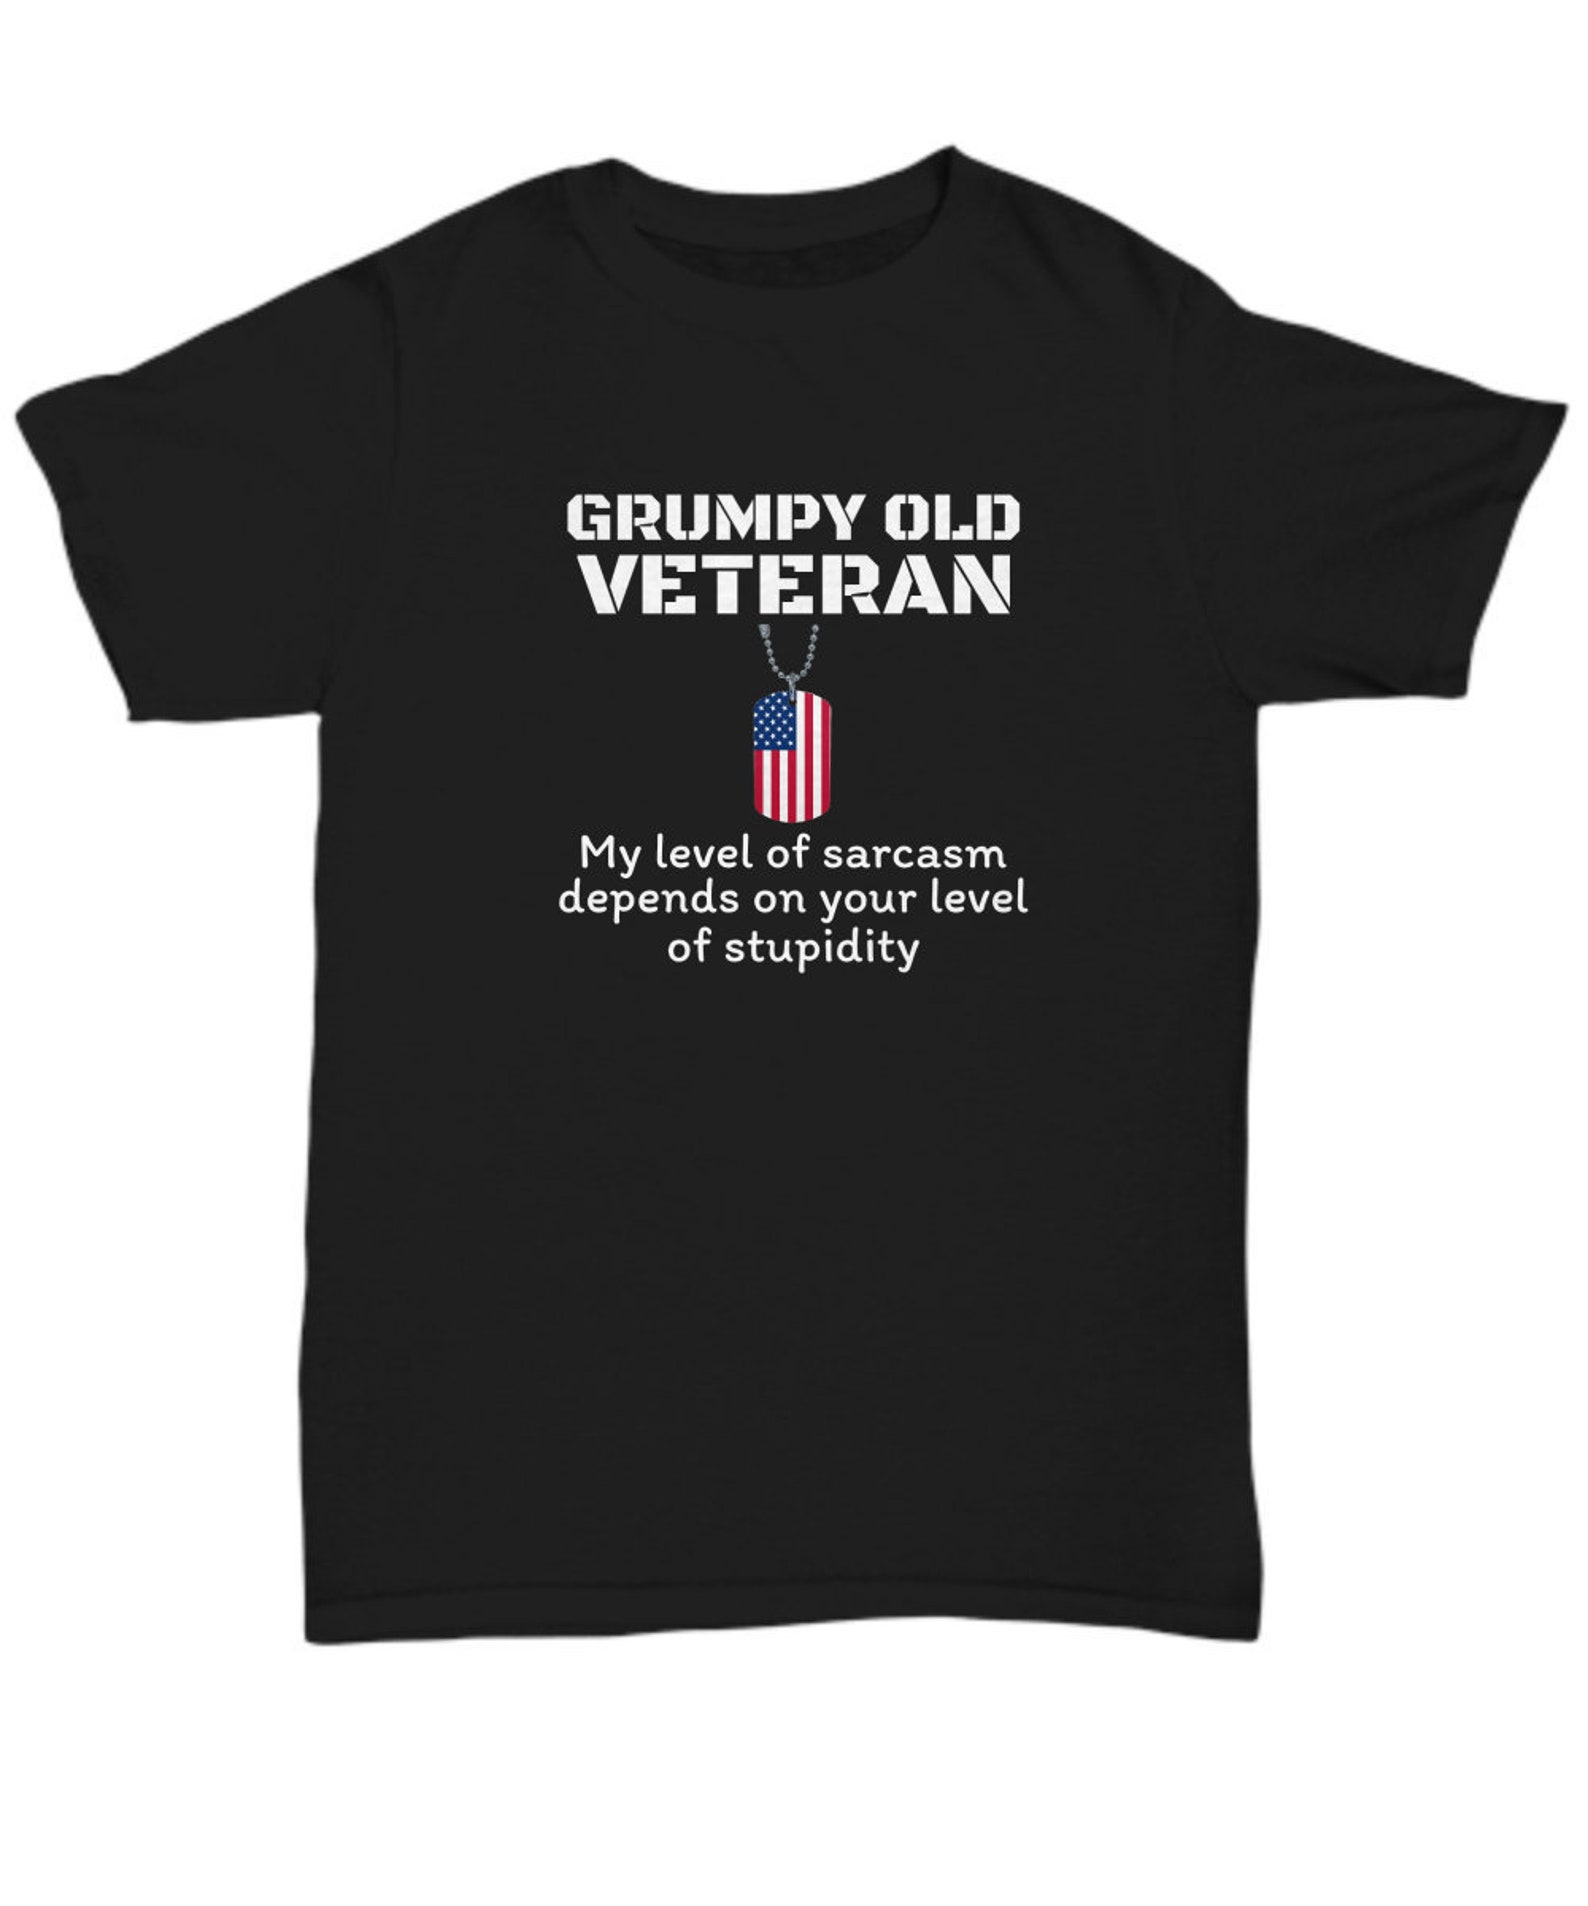 GRUMPY OLD
VETERAN
My level of sarcasm
depends on your level
of stupidity